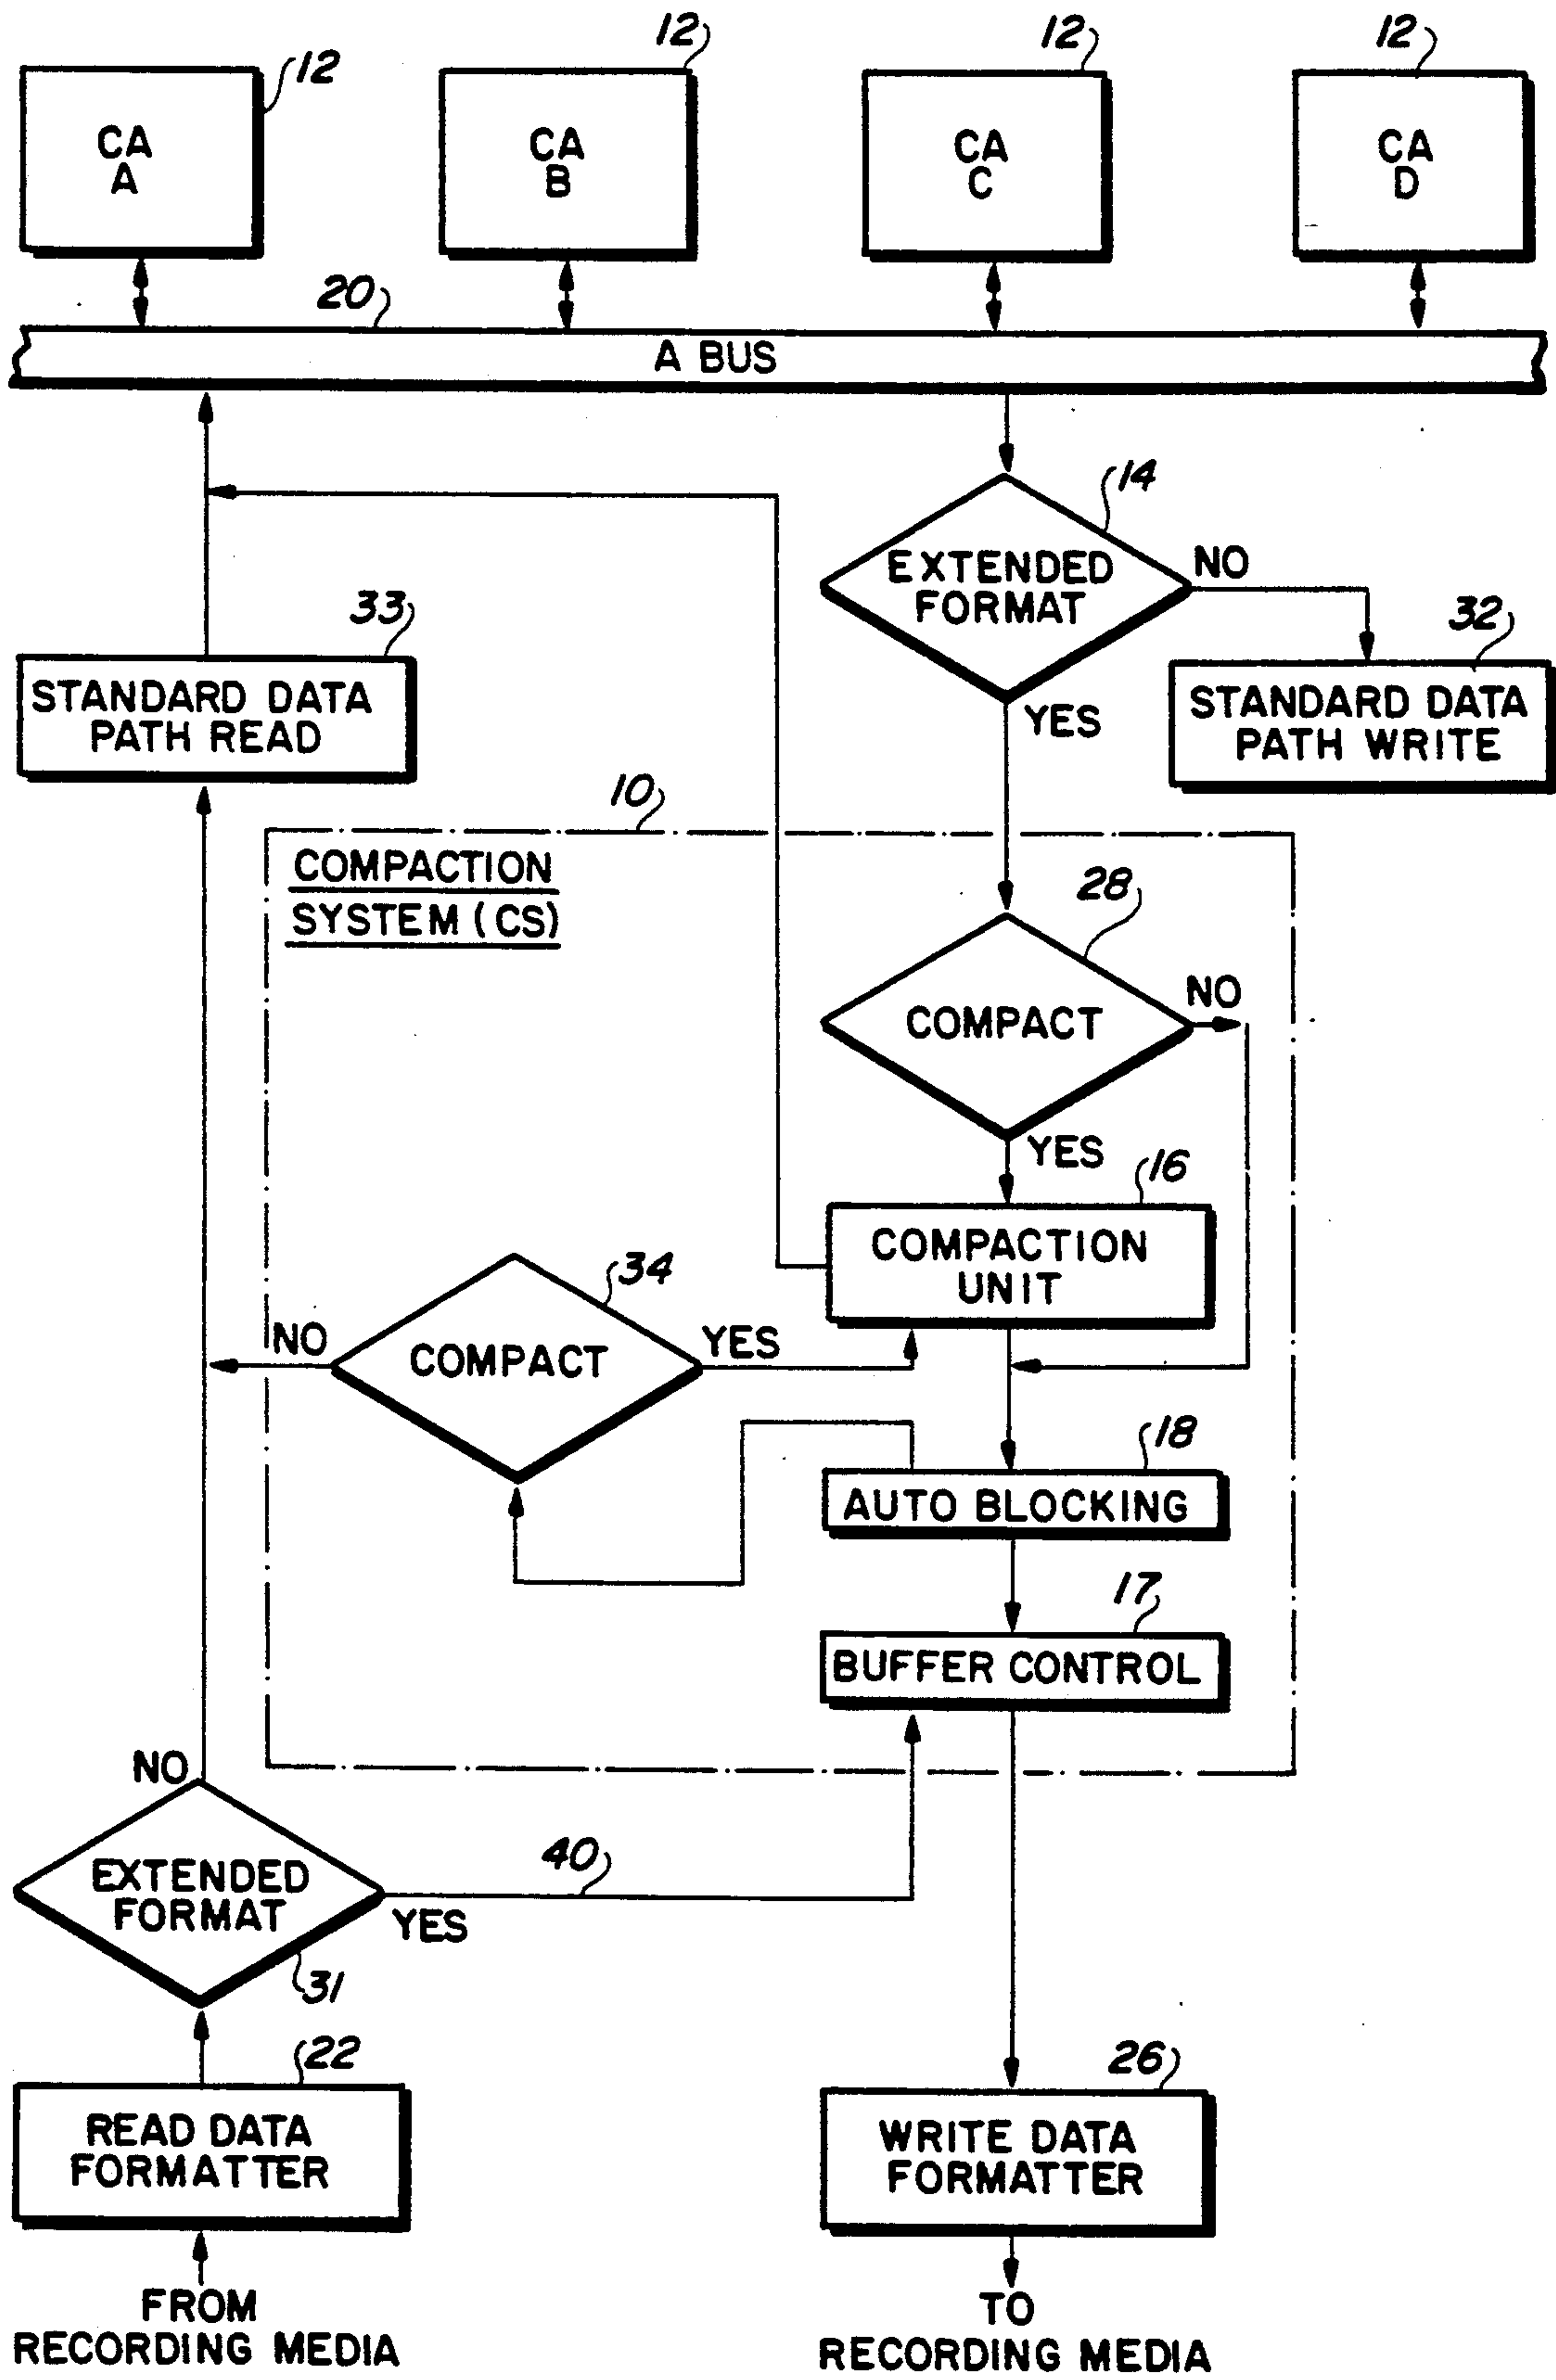 12
12
12
12
CA
A
CA
B
CA
C
CA
D
20
A BUS
14
EXTENDED
FORMAT
NO
YES
33
STANDARD DATA
PATH READ
32
STANDARD DATA
PATH WRITE
10
COMPACTION
SYSTEM (CS)
28
COMPACT
NO
YES
16
COMPACTION
UNIT
34
COMPACT
NO
YES
18
AUTO BLOCKING
17
BUFFER CONTROL
NO
EXTENDED
FORMAT
YES
40
31
22
READ DATA
FORMATTER
26
WRITE DATA
FORMATTER
FROM
RECORDING MEDIA
TO
RECORDING MEDIA